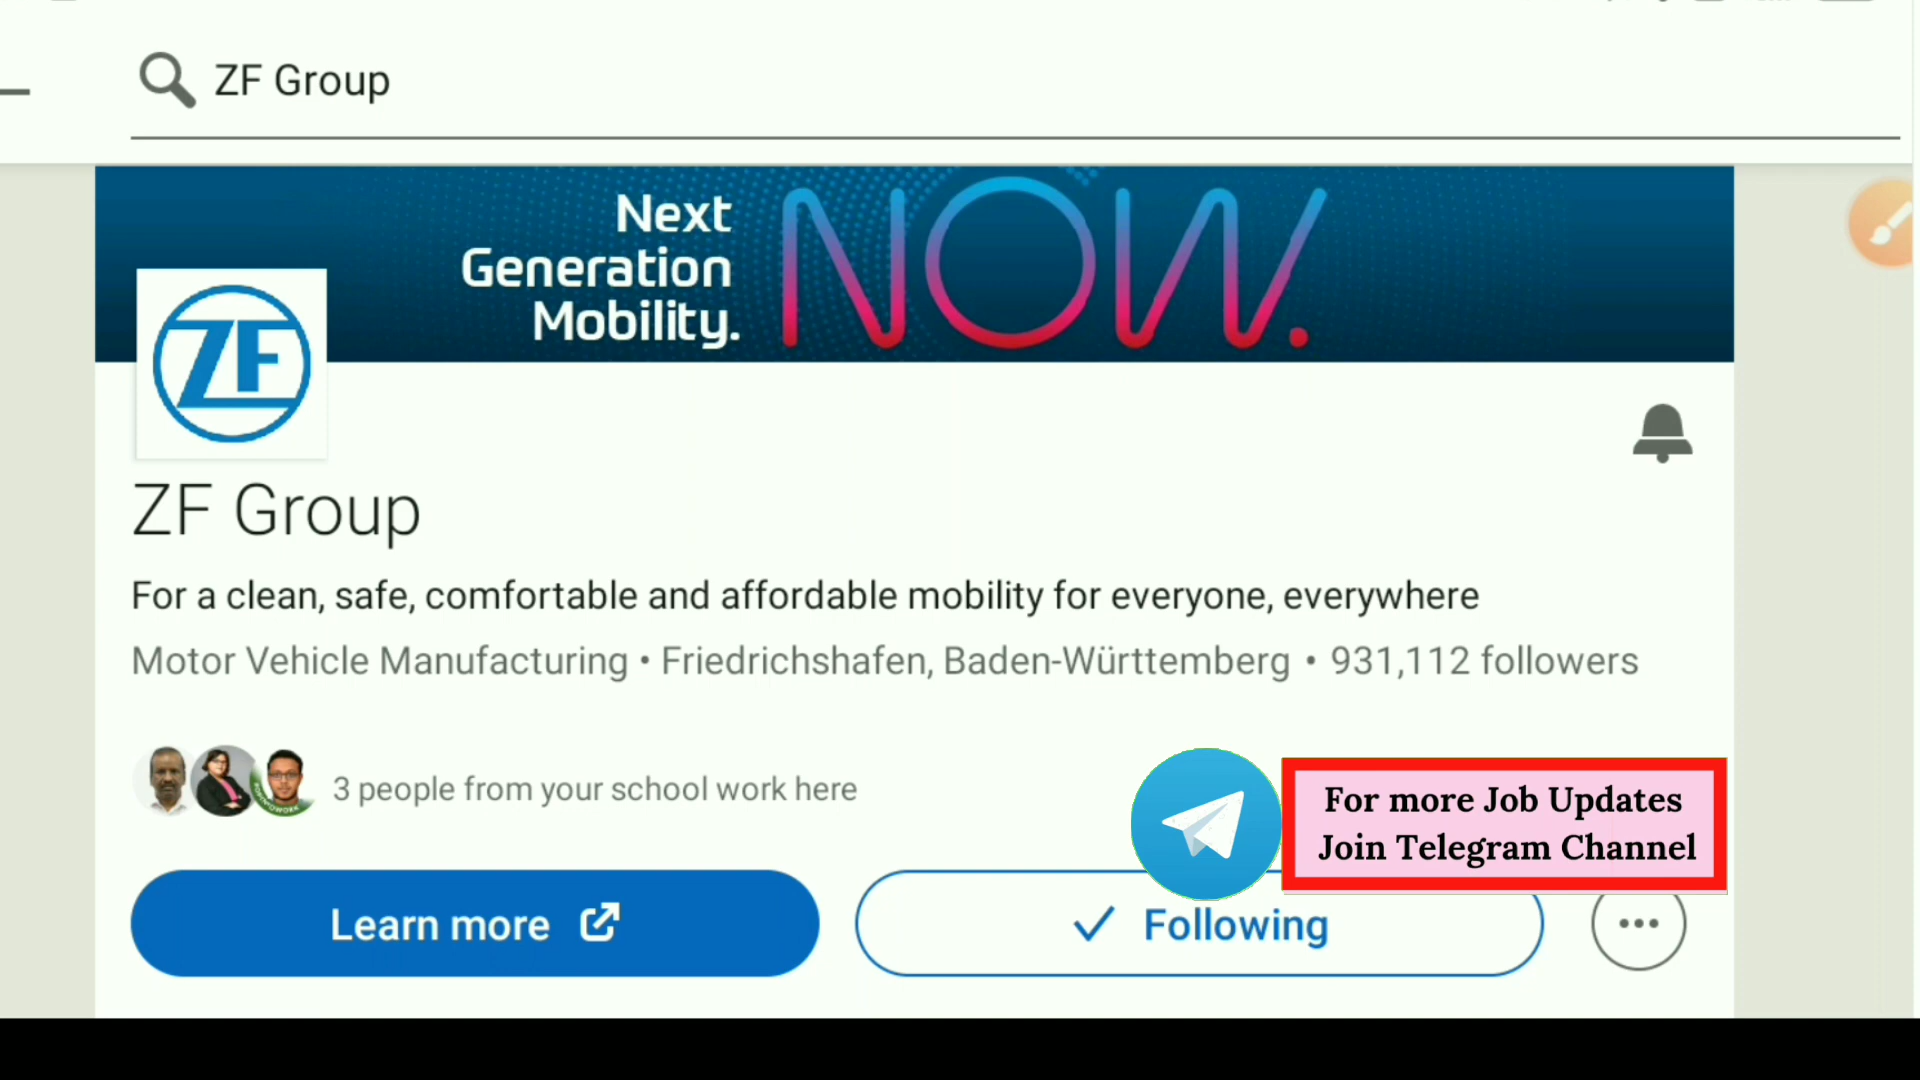 ZF Group
Next
Generation
Mobility.
NOW.
ZF
ZF Group
For a clean, safe, comfortable and affordable mobility for everyone, everywhere
Motor Vehicle Manufacturing • Friedrichshafen, Baden-Württemberg • 931,112 followers
3 people from your school work here
For more Job Updates
Join Telegram Channel
Learn more
Following